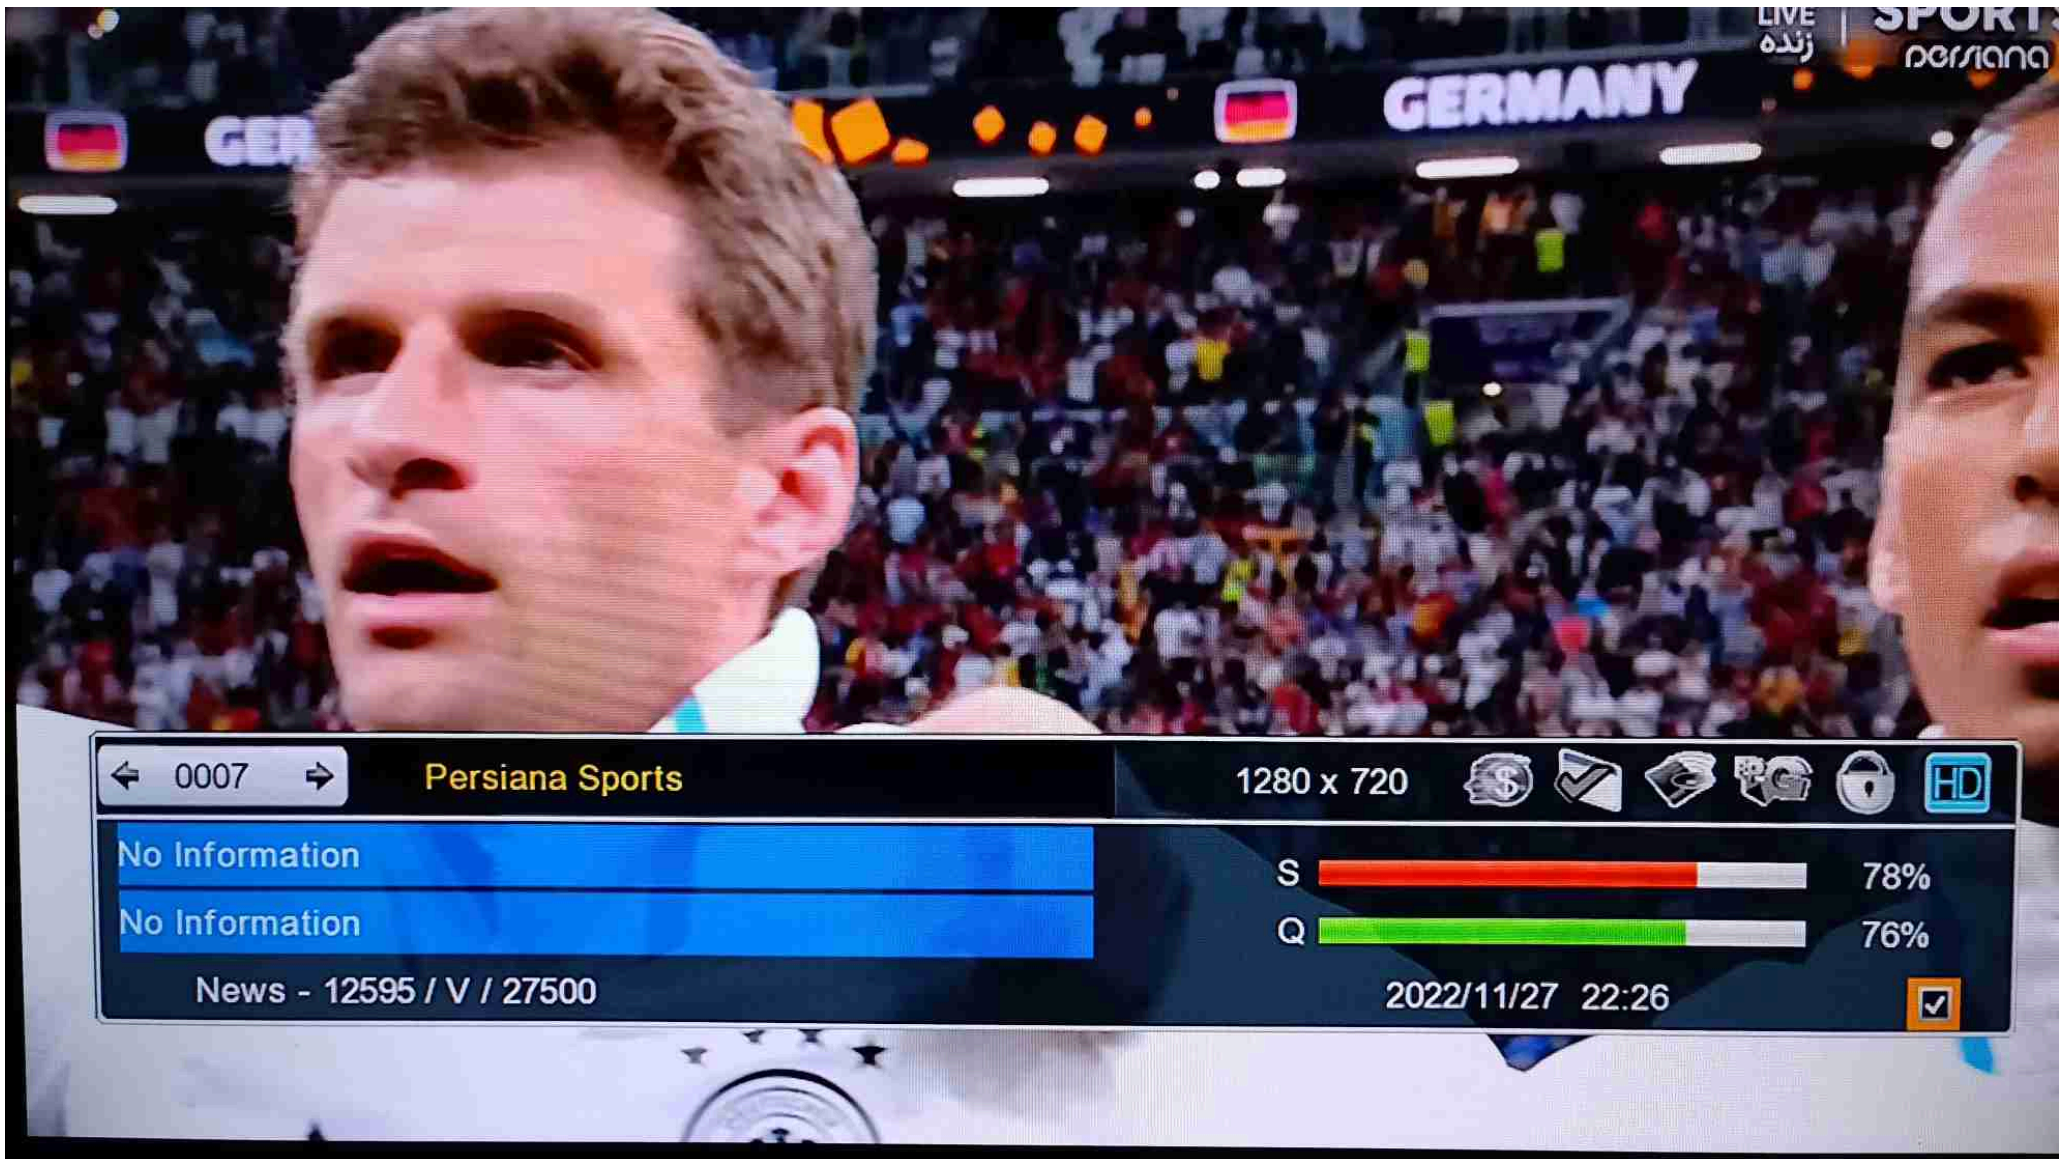 LIVE
زنده
SPORTS
persiana
GERMANY
GER
0007
Persiana Sports
1280 x 720
HD
No Information
S
78%
No Information
Q
76%
News - 12595 / V / 27500
2022/11/27 22:26